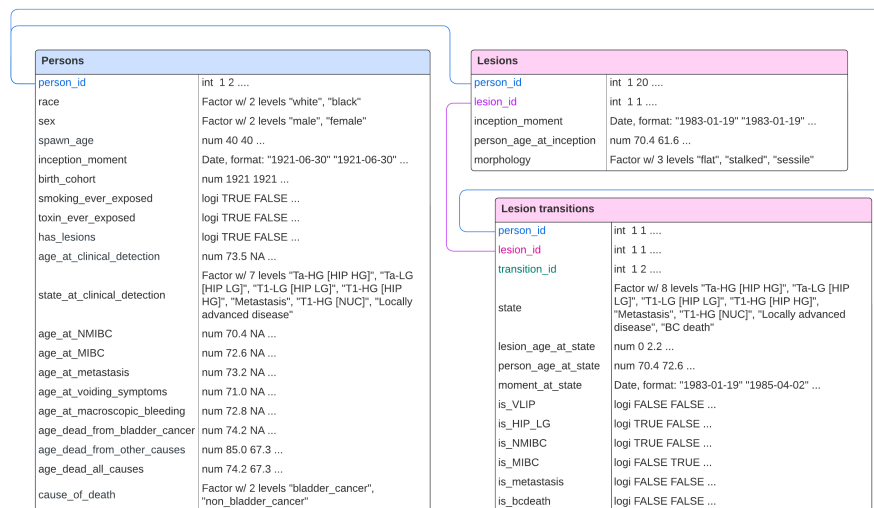 Persons
person_id int 1 2 ....
race Factor w/ 2 levels "white", "black"
sex Factor w/ 2 levels "male", "female"
spawn_age num 40 40 ...
inception_moment Date, format: "1921-06-30" "1921-06-30" ...
birth_cohort num 1921 1921 ...
smoking_ever_exposed logi TRUE FALSE ...
toxin_ever_exposed logi TRUE FALSE ...
has_lesions logi TRUE FALSE ...
age_at_clinical_detection num 73.5 NA ...
state_at_clinical_detection Factor w/ 7 levels "Ta-HG [HIP HG]", "Ta-LG
[HIP LG]", "T1-LG [HIP LG]", "T1-HG [HIP
HG]", "Metastasis", "T1-HG [NUC]", "Locally
advanced disease"
age_at_NMIBC num 70.4 NA ...
age_at_MIBC num 72.6 NA ...
age_at_metastasis num 73.2 NA ...
age_at_voiding_symptoms num 71.0 NA ...
age_at_macroscopic_bleeding num 72.8 NA ...
age_dead_from_bladder_cancer num 74.2 NA ...
age_dead_from_other_causes num 85.0 67.3 ...
age_dead_all_causes num 74.2 67.3 ...
cause_of_death Factor w/ 2 levels "bladder_cancer",
"non_bladder_cancer"
Lesions
person_id int 1 20 ....
lesion_id int 1 1 ....
inception_moment Date, format: "1983-01-19" "1983-01-19" ...
person_age_at_inception num 70.4 61.6 ...
morphology Factor w/ 3 levels "flat", "stalked", "sessile"
Lesion transitions
person_id int 1 1 ....
lesion_id int 1 1 ....
transition_id int 1 2 ....
state Factor w/ 8 levels "Ta-HG [HIP HG]", "Ta-LG [HIP
LG]", "T1-LG [HIP LG]", "T1-HG [HIP HG]",
"Metastasis", "T1-HG [NUC]", "Locally advanced
disease", "BC death"
lesion_age_at_state num 0 2.2 ...
person_age_at_state num 70.4 72.6 ...
moment_at_state Date, format: "1983-01-19" "1985-04-02" ...
is_VLIP logi FALSE FALSE ...
is_HIP_LG logi TRUE FALSE ...
is_NMIBC logi TRUE FALSE ...
is_MIBC logi FALSE TRUE ...
is_metastasis logi FALSE FALSE ...
is_bcdeath logi FALSE FALSE ...